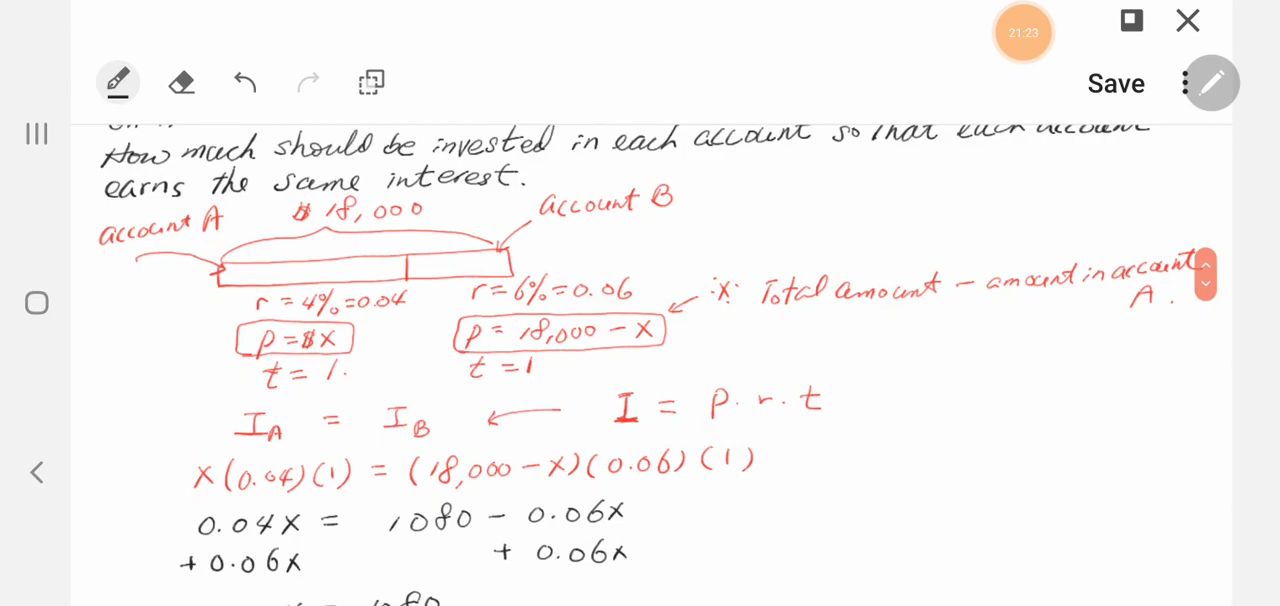 21:23
Save
How much should be invested in each account so that each account
earns the same interest.
account A
$ 18,000
account B
r = 4% = 0.04
r = 6% = 0.06
∴ Total amount – amount in account
A.
p = $x
p = 18,000 – x
t = 1.
t = 1
I_A = I_B ← I = p. r. t
x(0.04)(1) = (18,000 – x)(0.06)(1)
0.04x = 1080 – 0.06x
+ 0.06x + 0.06x